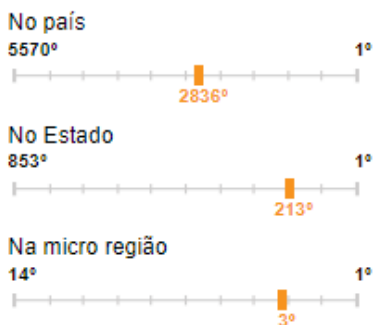 No país
5570º 1º
2836º
No Estado
853º 1º
213º
Na micro região
14º 1º
3º